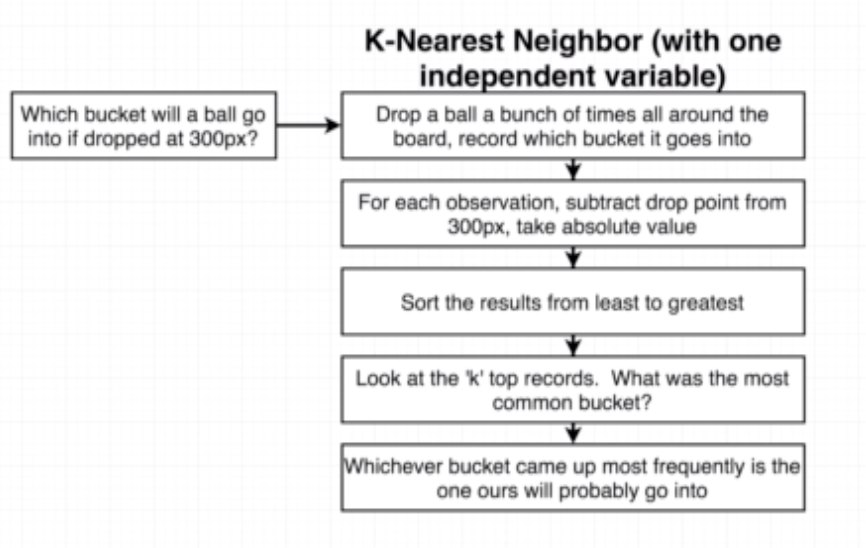 K-Nearest Neighbor (with one
independent variable)
Which bucket will a ball go
into if dropped at 300px?
Drop a ball a bunch of times all around the
board, record which bucket it goes into
For each observation, subtract drop point from
300px, take absolute value
Sort the results from least to greatest
Look at the 'k' top records.  What was the most
common bucket?
Whichever bucket came up most frequently is the
one ours will probably go into